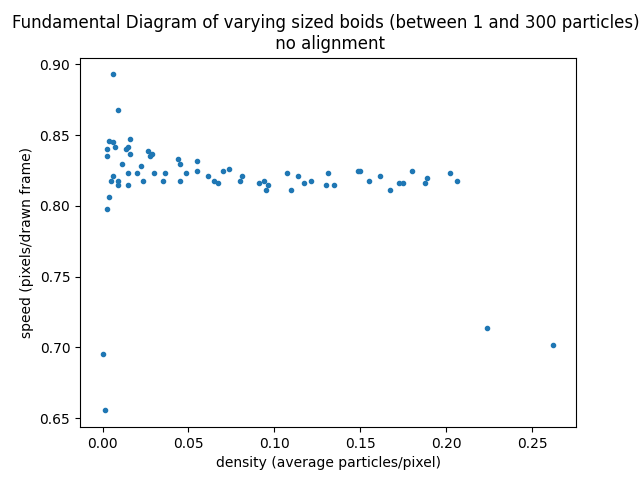 Fundamental Diagram of varying sized boids (between 1 and 300 particles)
no alignment
0.90
0.85
0.80
0.75
0.70
0.65
speed (pixels/drawn frame)
0.00 0.05 0.10 0.15 0.20 0.25
density (average particles/pixel)